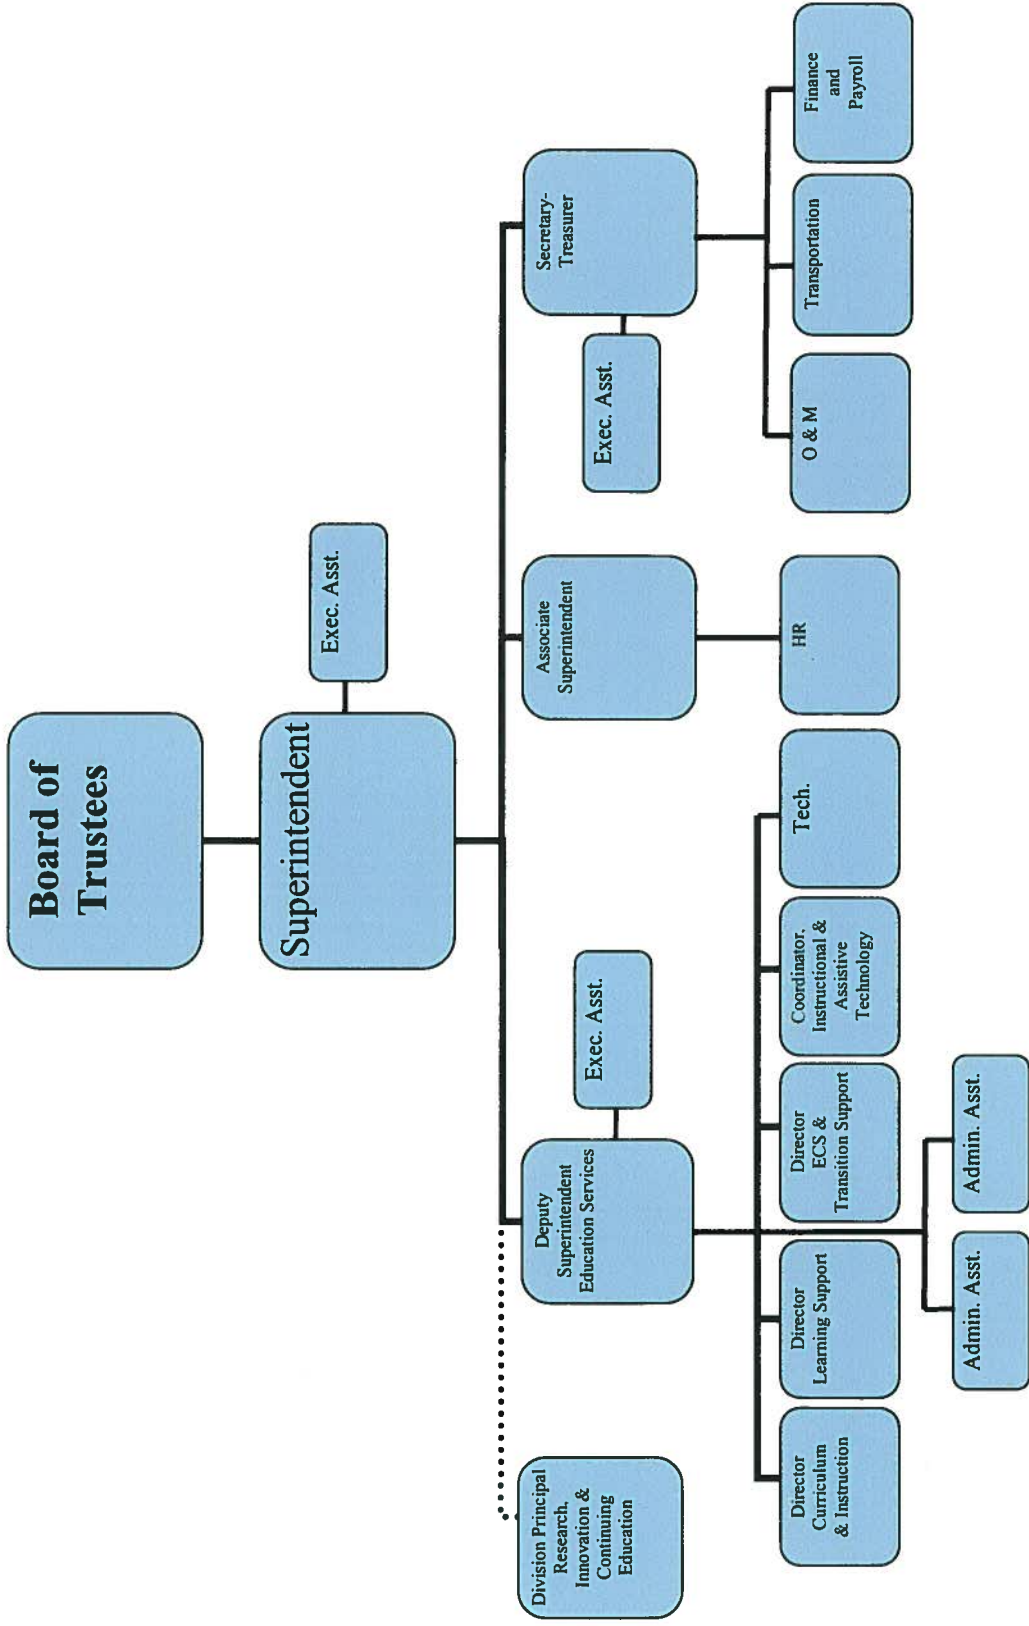 Board of
Trustees
Superintendent
Exec. Asst.
Division Principal
Research,
Innovation &
Continuing
Education
Deputy
Superintendent
Education Services
Exec. Asst.
Associate
Superintendent
Exec. Asst.
Secretary-
Treasurer
Director
Curriculum
& Instruction
Director
Learning Support
Director
ECS &
Transition Support
Coordinator,
Instructional &
Assistive
Technology
Tech.
HR
O & M
Transportation
Finance
and
Payroll
Admin. Asst.
Admin. Asst.